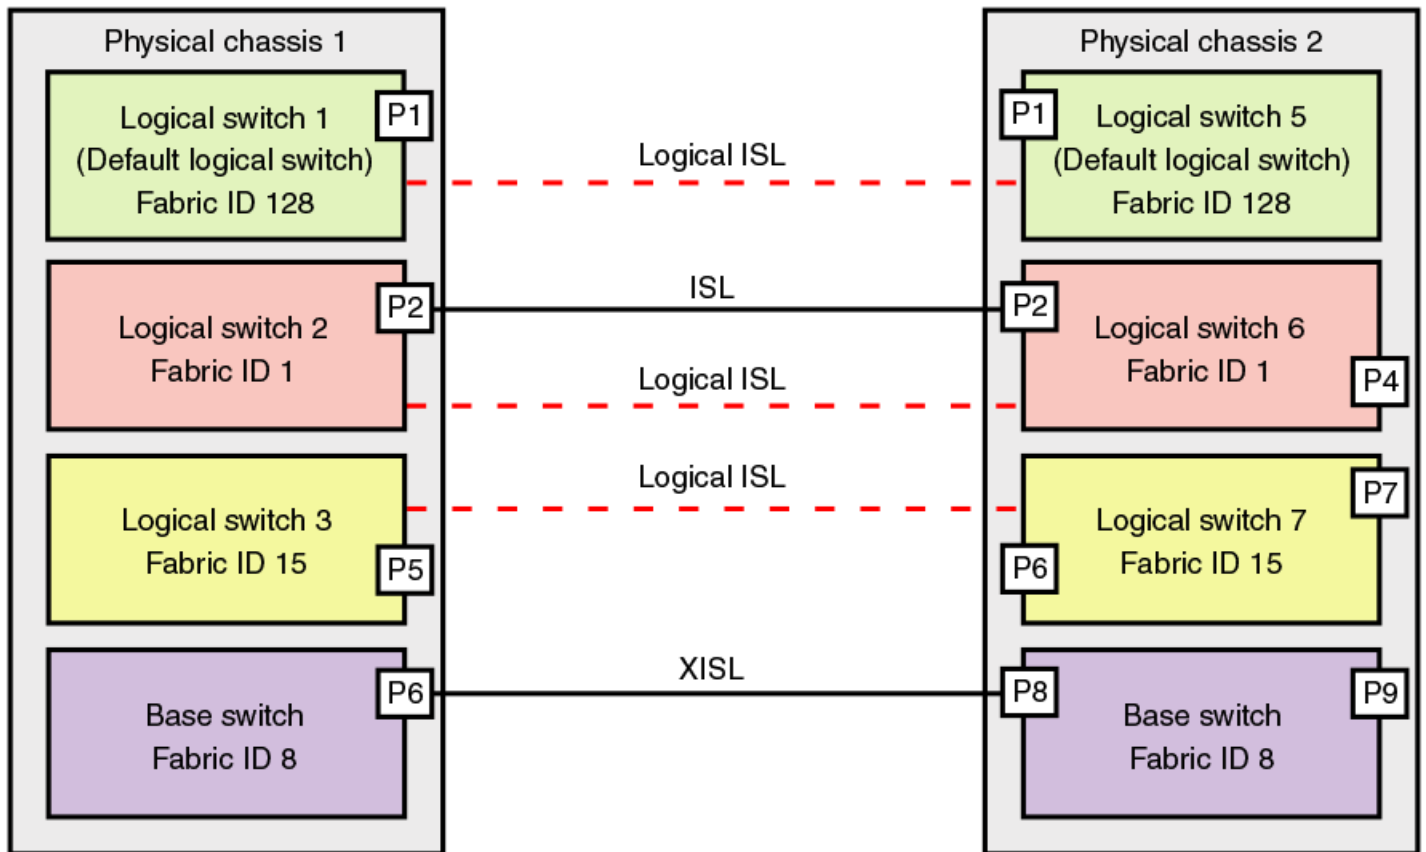 Physical chassis 1
Logical switch 1
(Default logical switch)
Fabric ID 128
P1
Logical switch 2
Fabric ID 1
P2
Logical switch 3
Fabric ID 15
P5
Base switch
Fabric ID 8
P6
Logical ISL
ISL
Logical ISL
Logical ISL
XISL
Physical chassis 2
P1
Logical switch 5
(Default logical switch)
Fabric ID 128
P2
Logical switch 6
Fabric ID 1
P4
P7
Logical switch 7
Fabric ID 15
P6
P8
Base switch
Fabric ID 8
P9